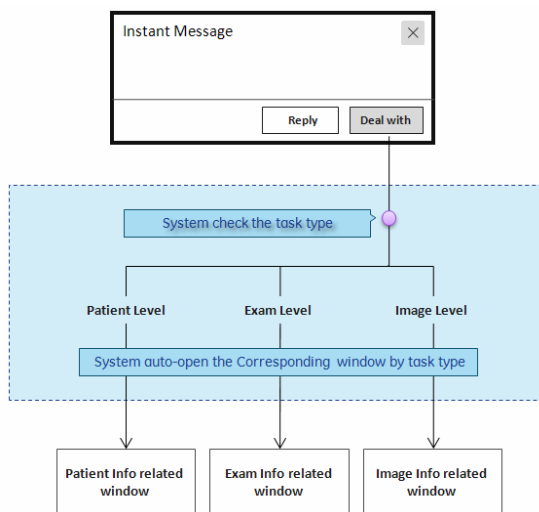 Instant Message
Reply
Deal with
System check the task type
Patient Level
Exam Level
Image Level
System auto-open the Corresponding window by task type
Patient Info related
window
Exam Info related
window
Image Info related
window